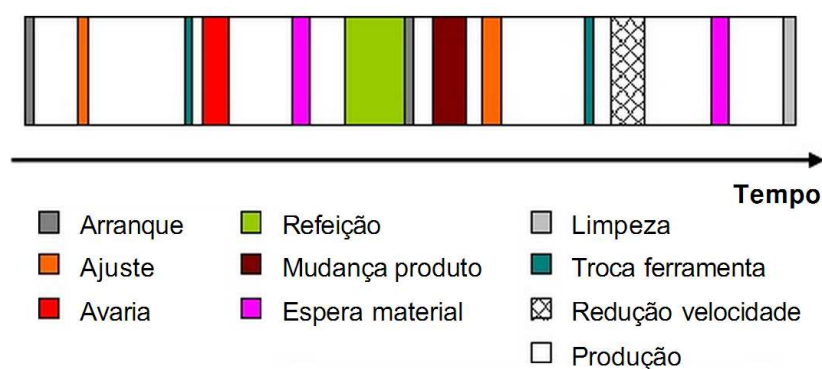 Tempo
Arranque
Refeição
Limpeza
Ajuste
Mudança produto
Troca ferramenta
Avaria
Espera material
Redução velocidade
Produção